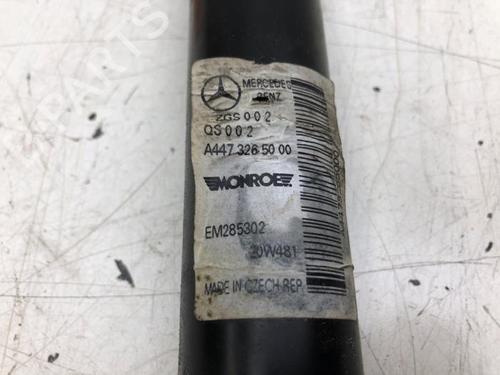 MERCEDES
BENZ
ZGS 002
QS 002
A447 326 50 00
MONROE
EM285302
20W481
MADE IN CZECH REP